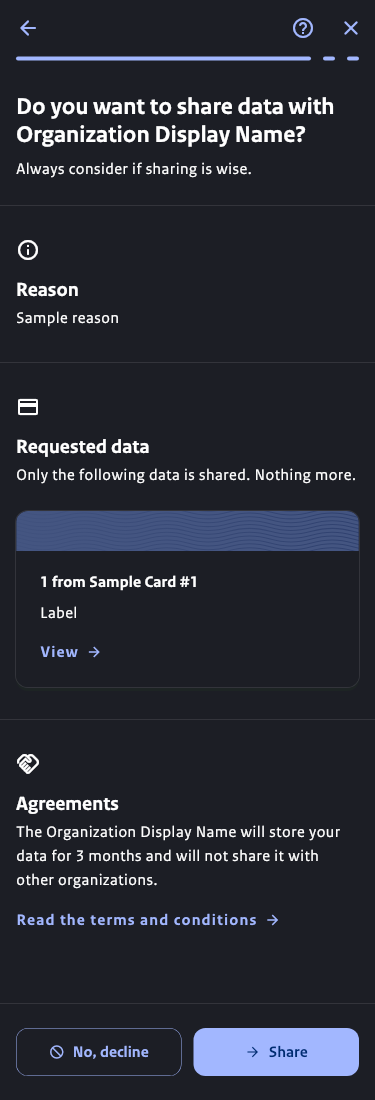 Do you want to share data with
Organization Display Name?
Always consider if sharing is wise.
Reason
Sample reason
Requested data
Only the following data is shared. Nothing more.
1 from Sample Card #1
Label
View
Agreements
The Organization Display Name will store your
data for 3 months and will not share it with
other organizations.
Read the terms and conditions
No, decline
Share